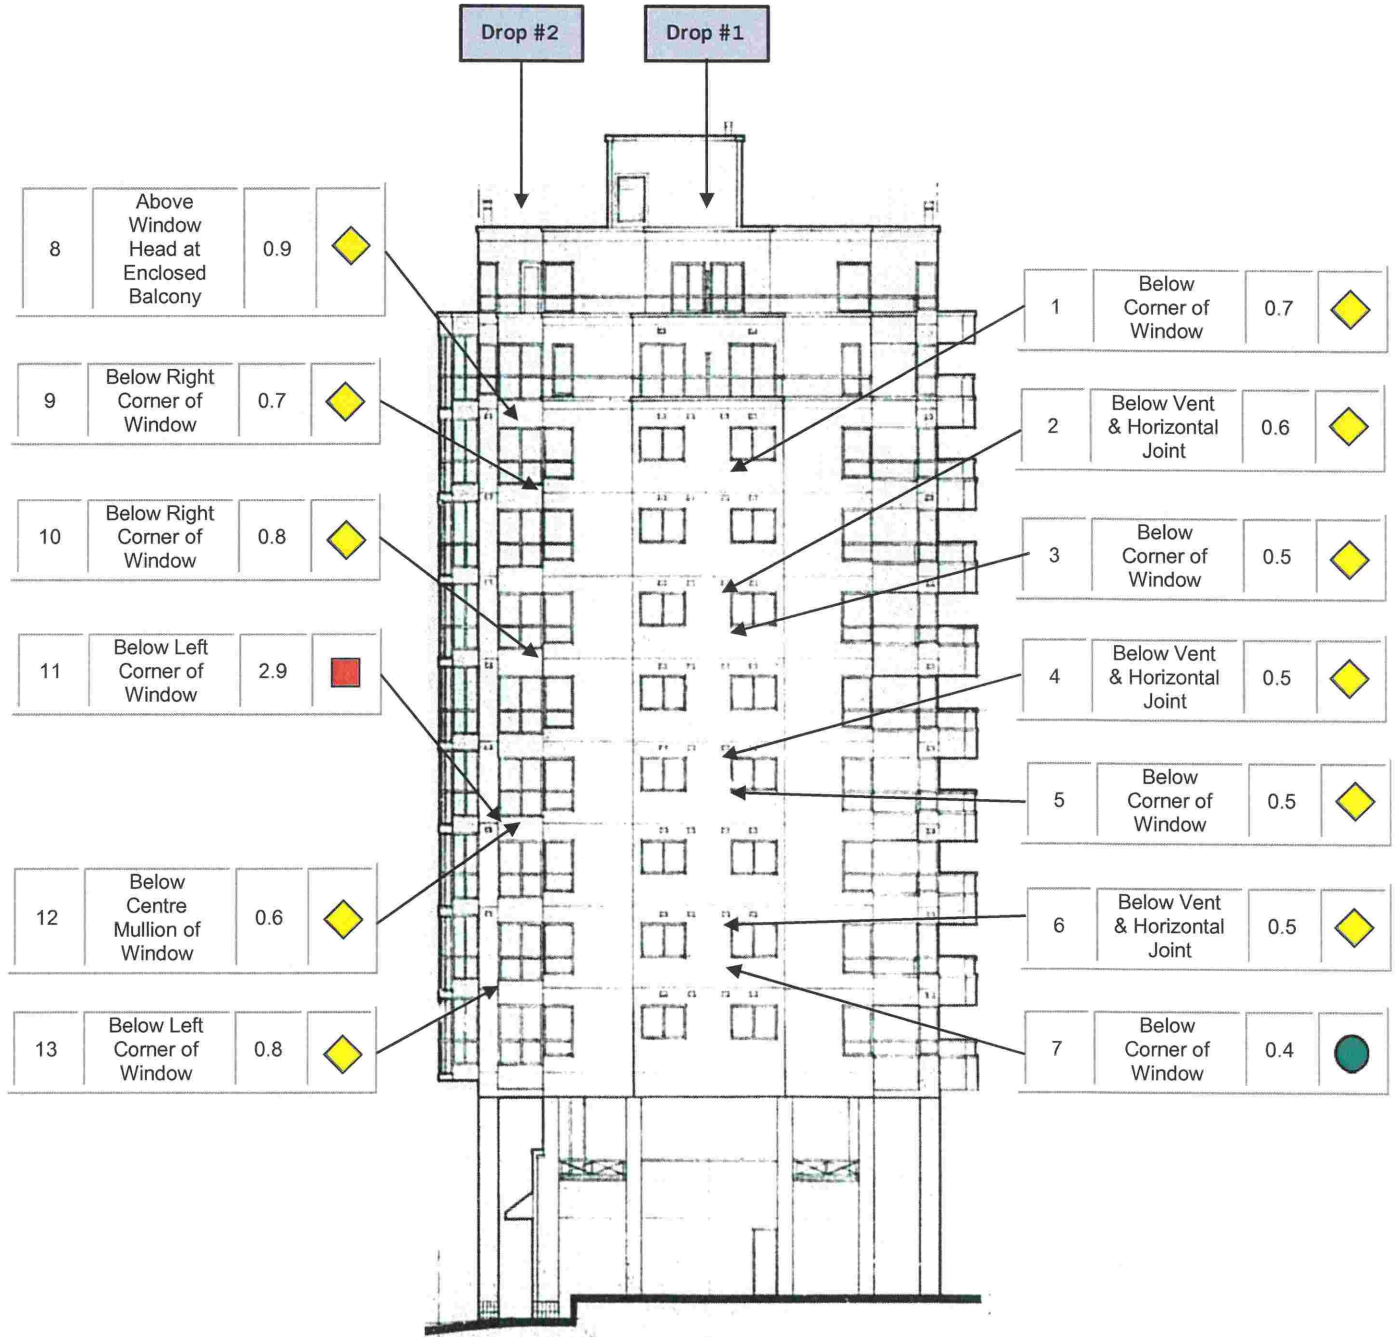 Drop #2
Drop #1
8
Above
Window
Head at
Enclosed
Balcony
0.9
9
Below Right
Corner of
Window
0.7
10
Below Right
Corner of
Window
0.8
11
Below Left
Corner of
Window
2.9
12
Below
Centre
Mullion of
Window
0.6
13
Below Left
Corner of
Window
0.8
1
Below
Corner of
Window
0.7
2
Below Vent
& Horizontal
Joint
0.6
3
Below
Corner of
Window
0.5
4
Below Vent
& Horizontal
Joint
0.5
5
Below
Corner of
Window
0.5
6
Below Vent
& Horizontal
Joint
0.5
7
Below
Corner of
Window
0.4